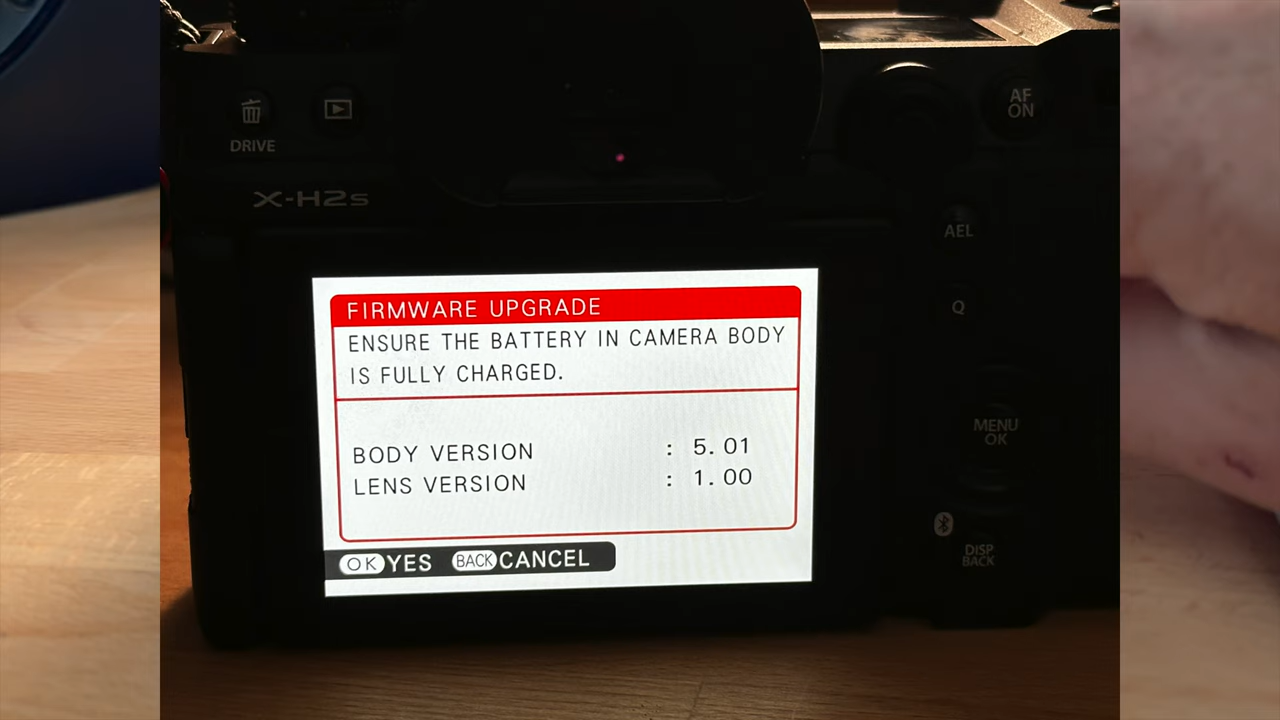 DRIVE
AF
ON
X-H2S
AEL
Q
FIRMWARE UPGRADE
ENSURE THE BATTERY IN CAMERA BODY
IS FULLY CHARGED.
BODY VERSION : 5.01
LENS VERSION : 1.00
OK YES BACK CANCEL
MENU
OK
DISP
BACK